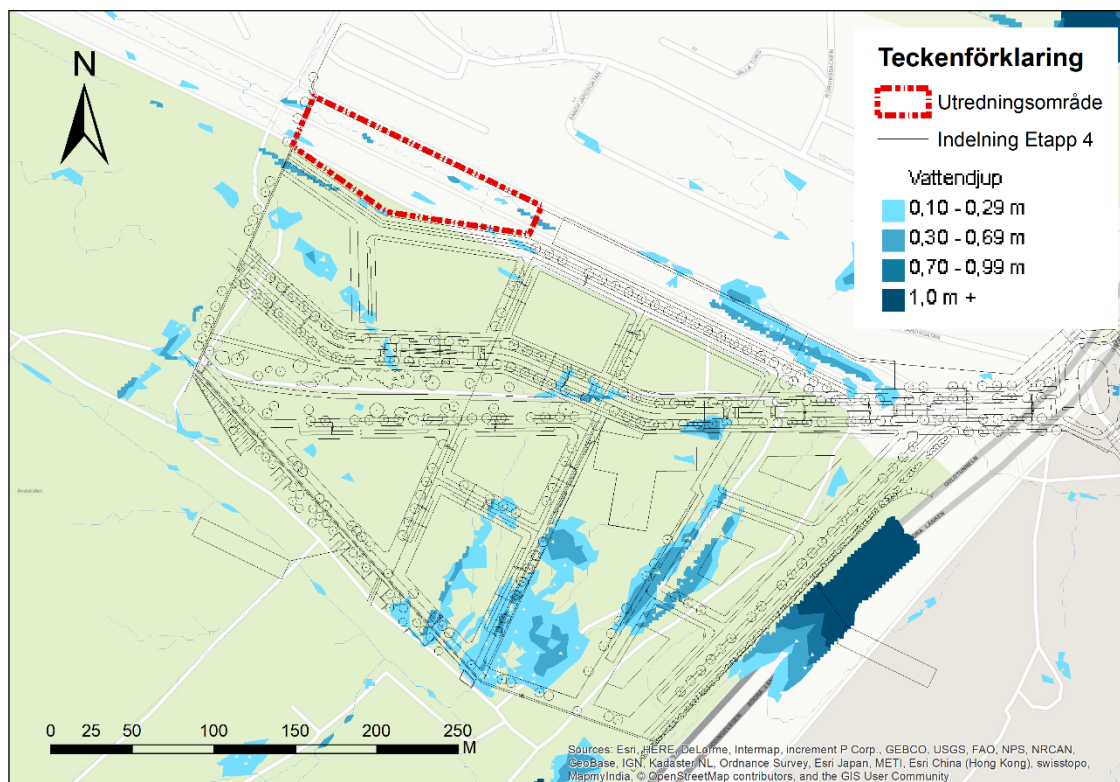 N
Teckenförklaring
Utredningsområde
Indelning Etapp 4
Vattendjup
0,10 - 0,29 m
0,30 - 0,69 m
0,70 - 0,99 m
1,0 m +
VALLA TORG
0 25 50 100 150 200 250
M
Sources: Esri, HERE, DeLorme, Intermap, increment P Corp., GEBCO, USGS, FAO, NPS, NRCAN,
GeoBase, IGN, Kadaster NL, Ordnance Survey, Esri Japan, METI, Esri China (Hong Kong), swisstopo,
MapmyIndia, © OpenStreetMap contributors, and the GIS User Community